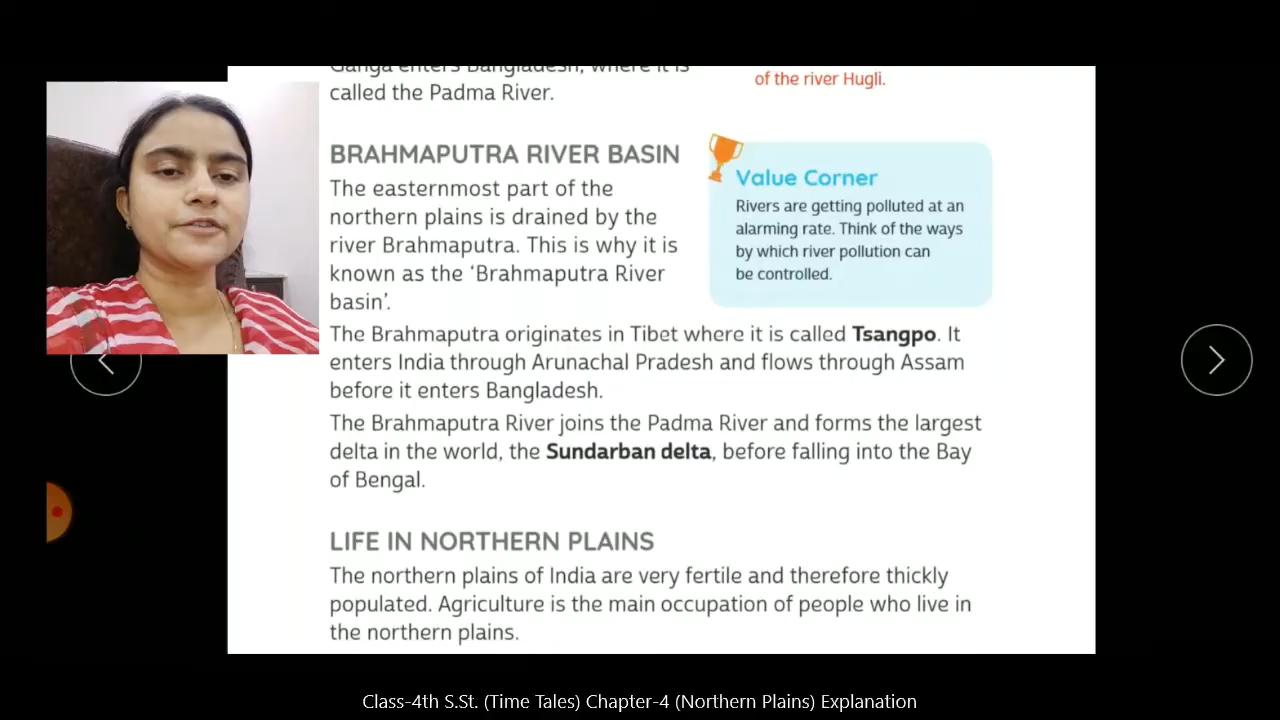 Ganga enters Bangladesh, where it is
called the Padma River.
of the river Hugli.
BRAHMAPUTRA RIVER BASIN
The easternmost part of the
northern plains is drained by the
river Brahmaputra. This is why it is
known as the ‘Brahmaputra River
basin’.
Value Corner
Rivers are getting polluted at an
alarming rate. Think of the ways
by which river pollution can
be controlled.
The Brahmaputra originates in Tibet where it is called Tsangpo. It
enters India through Arunachal Pradesh and flows through Assam
before it enters Bangladesh.
The Brahmaputra River joins the Padma River and forms the largest
delta in the world, the Sundarban delta, before falling into the Bay
of Bengal.
LIFE IN NORTHERN PLAINS
The northern plains of India are very fertile and therefore thickly
populated. Agriculture is the main occupation of people who live in
the northern plains.
Class-4th S.St. (Time Tales) Chapter-4 (Northern Plains) Explanation